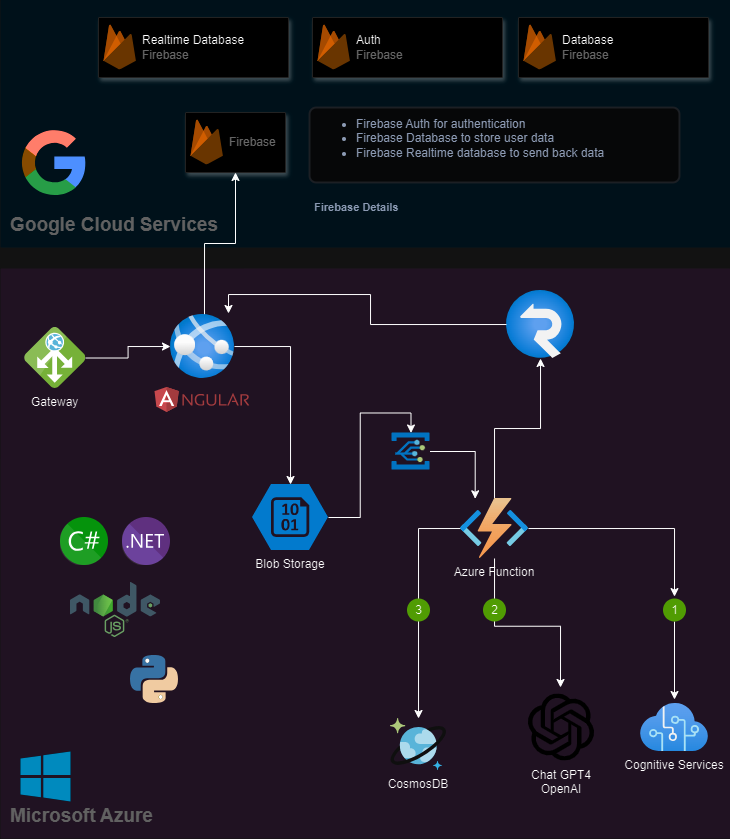 Realtime Database
Firebase
Auth
Firebase
Database
Firebase
Firebase
Firebase Auth for authentication
Firebase Database to store user data
Firebase Realtime database to send back data
Google Cloud Services
Firebase Details
Gateway
ANGULAR
10
01
Blob Storage
C#
.NET
Azure Function
node
JS
3
2
1
CosmosDB
Chat GPT4
OpenAI
Cognitive Services
Microsoft Azure